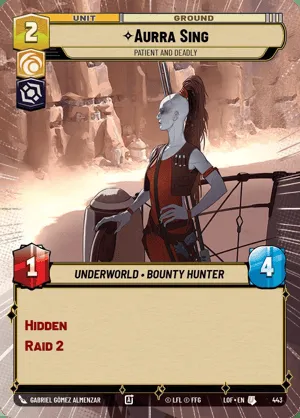 UNIT
GROUND
2
AURRA SING
PATIENT AND DEADLY
1
4
UNDERWORLD • BOUNTY HUNTER
HIDDEN
RAID 2
GABRIEL GÓMEZ ALMENZAR
Ⓒ LFL Ⓒ FFG
LOF • EN
443